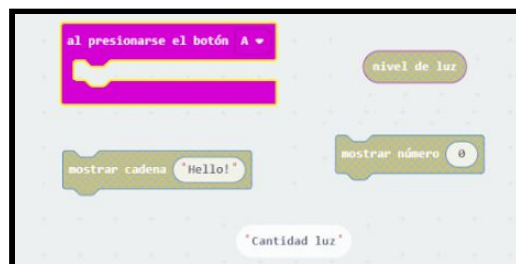 al presionarse el botón A
nivel de luz
mostrar número 0
mostrar cadena "Hello!"
"Cantidad luz"